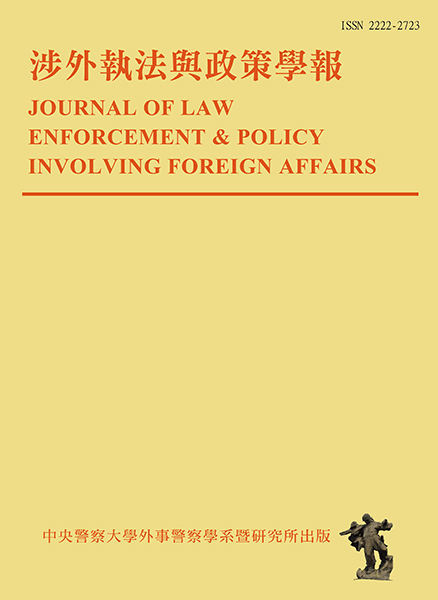 ISSN 2222-2723
涉外執法與政策學報
JOURNAL OF LAW
ENFORCEMENT & POLICY
INVOLVING FOREIGN AFFAIRS
中央警察大學外事警察學系暨研究所出版